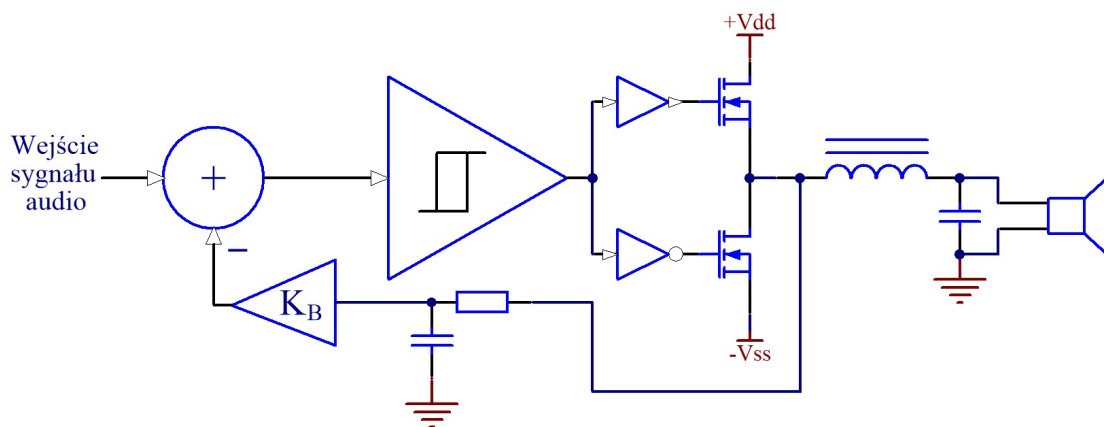 +Vdd
Wejście
sygnału
audio
+
−
K_B
-Vss